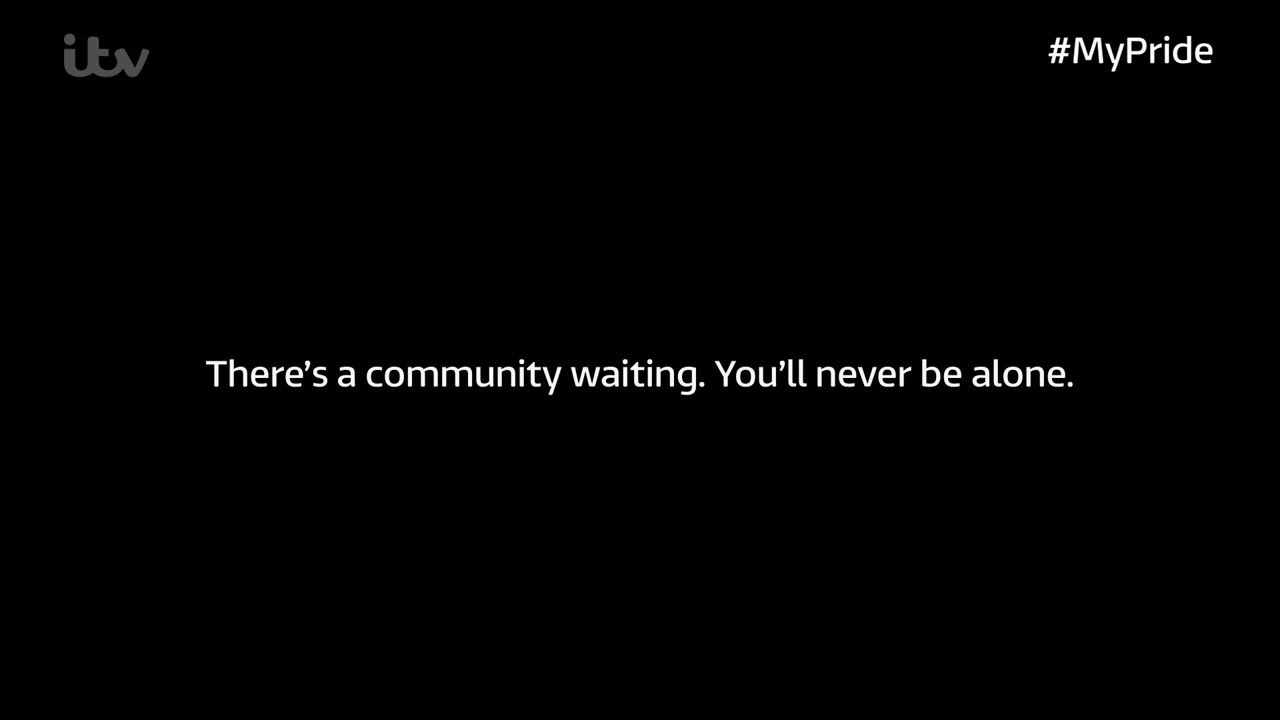 itv
#MyPride
There’s a community waiting. You’ll never be alone.